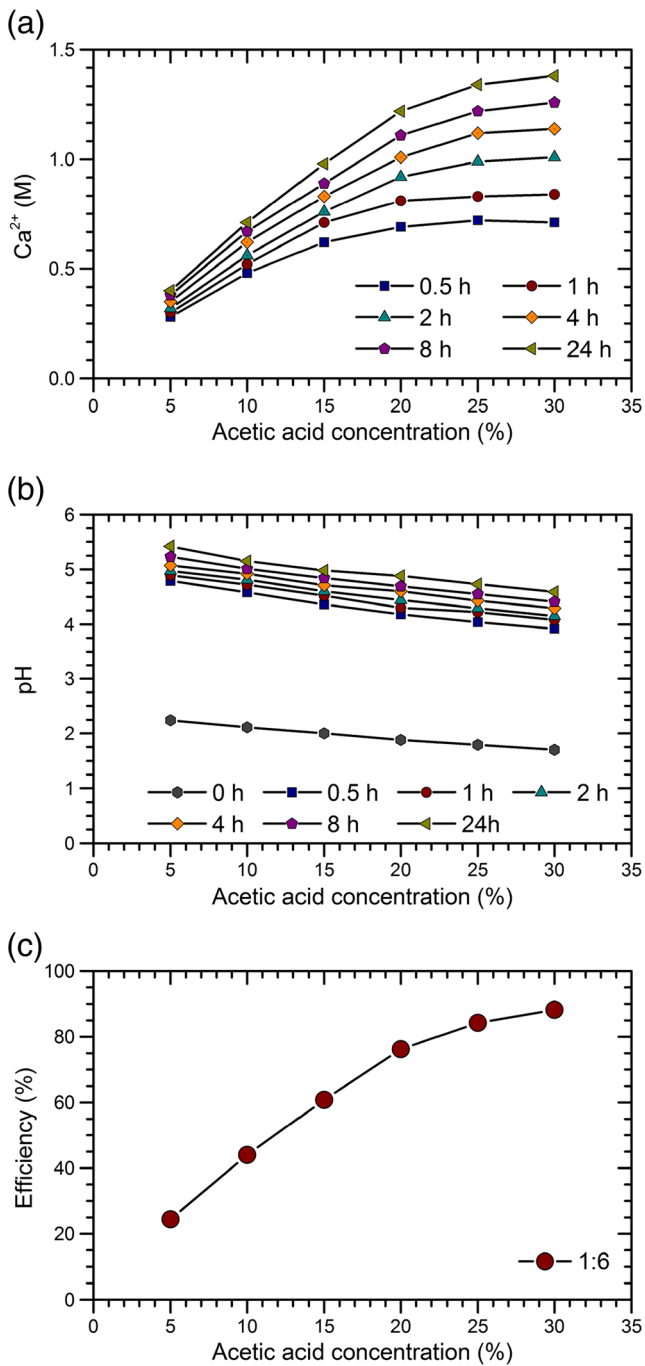 (a)
1.5
1.0
0.5
0.0
Ca²⁺ (M)
0.5 h 1 h
2 h 4 h
8 h 24 h
0 5 10 15 20 25 30 35
Acetic acid concentration (%)
(b)
6
5
4
3
2
1
0
pH
0 h 0.5 h 1 h 2 h
4 h 8 h 24h
0 5 10 15 20 25 30 35
Acetic acid concentration (%)
(c)
100
80
60
40
20
0
Efficiency (%)
1:6
0 5 10 15 20 25 30 35
Acetic acid concentration (%)